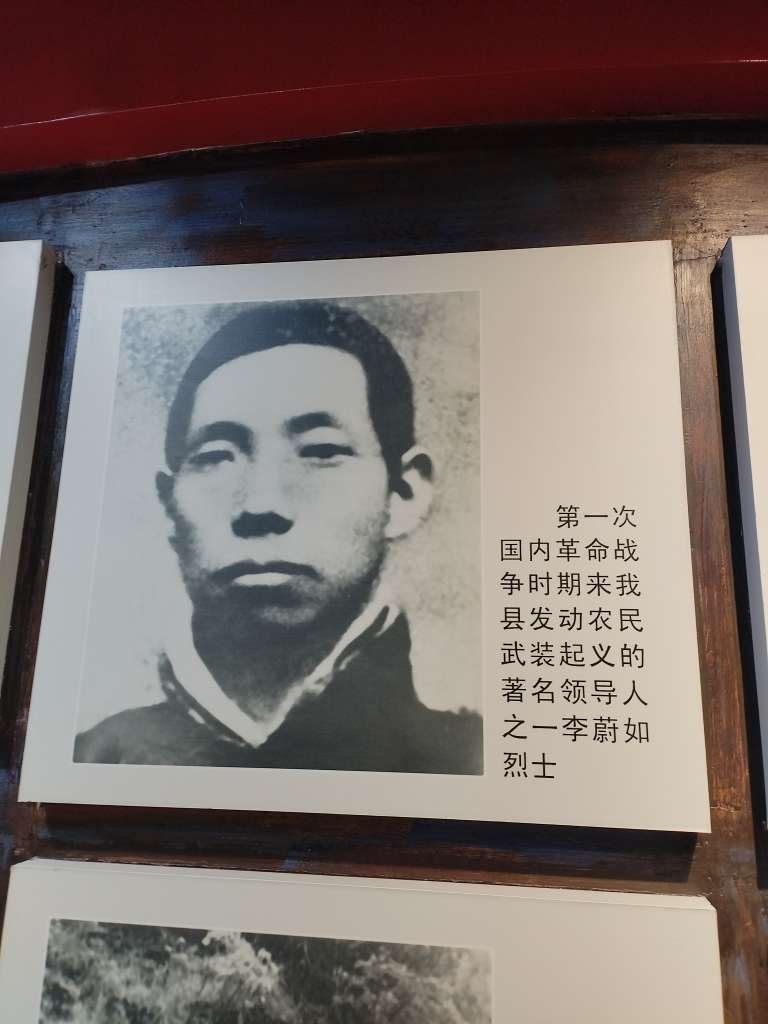 第一次
国内革命战
争时期来我
县发动农民
武装起义的
著名领导人
之一李蔚如
烈士